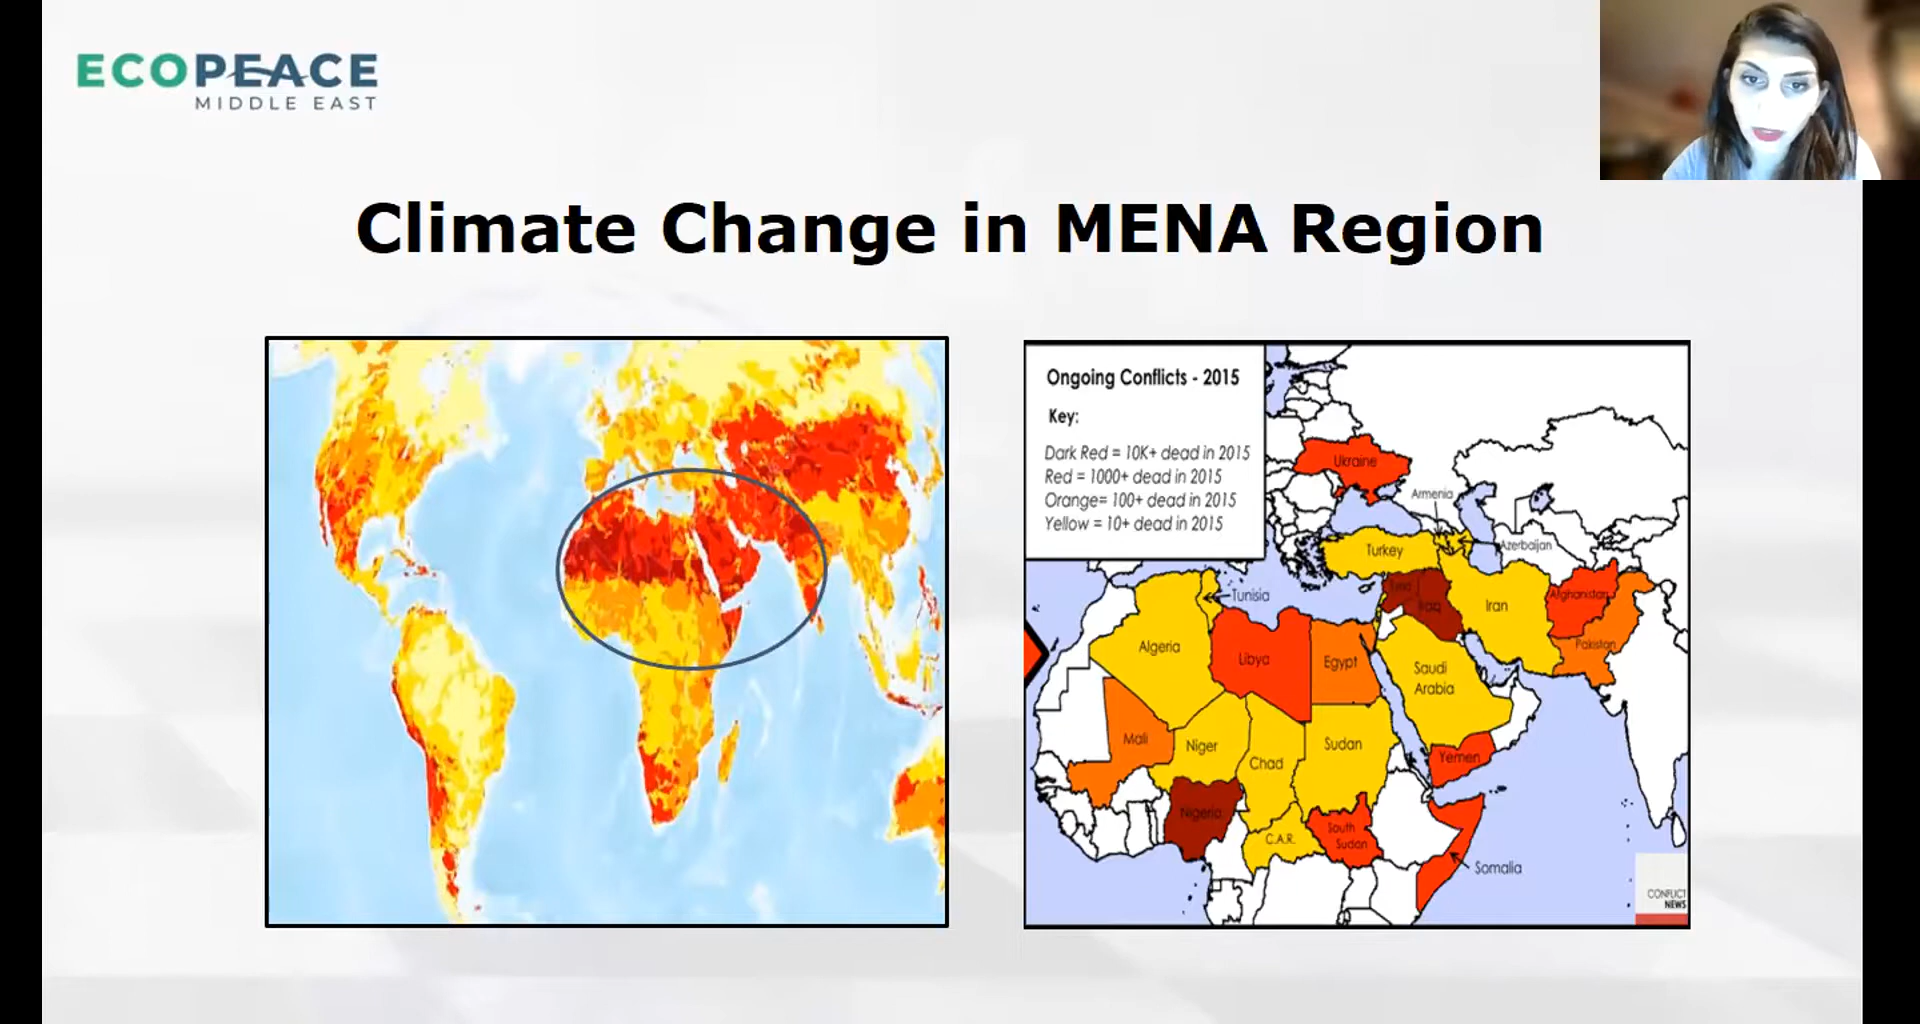 ECOPEACE
MIDDLE EAST
Climate Change in MENA Region
Ongoing Conflicts - 2015
Key:
Dark Red = 10K+ dead in 2015
Red = 1000+ dead in 2015
Orange= 100+ dead in 2015
Yellow = 10+ dead in 2015
Ukraine
Armenia
Azerbaijan
Turkey
Tunisia
Iraq
Iran
Afghanistan
Pakistan
Algeria
Libya
Egypt
Saudi
Arabia
Mali
Niger
Chad
Sudan
Yemen
Nigeria
C.A.R.
South
Sudan
Somalia
CONFLICT
NEWS